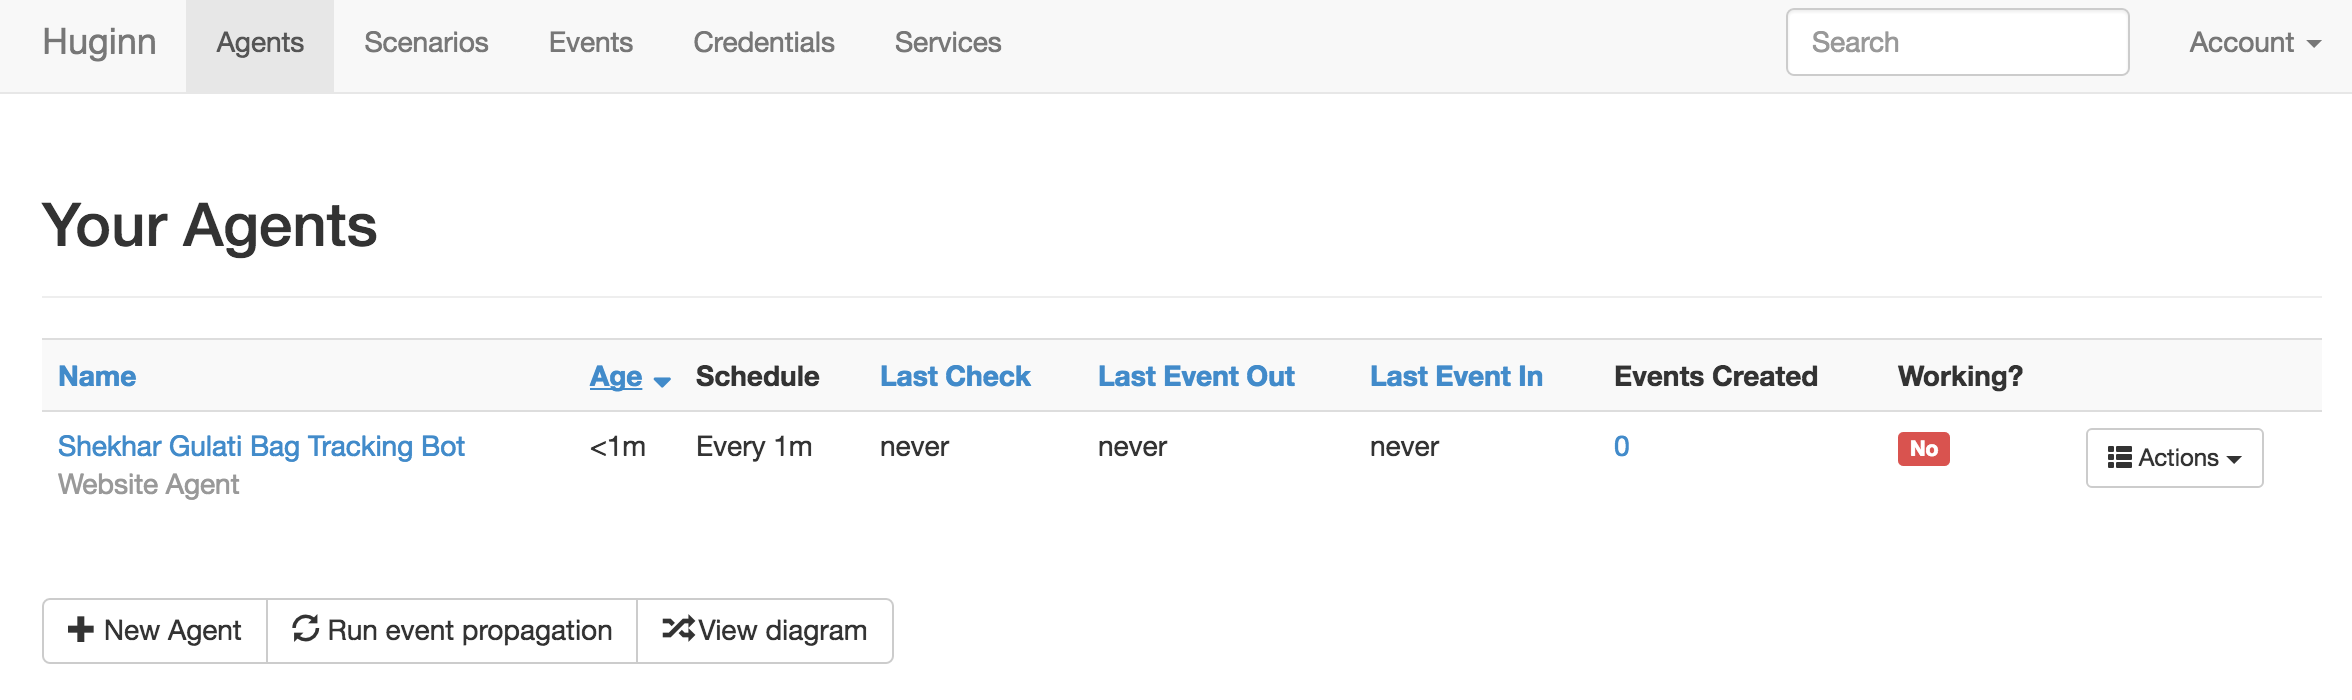 Huginn Agents Scenarios Events Credentials Services Search Account
Your Agents
Name Age Schedule Last Check Last Event Out Last Event In Events Created Working?
Shekhar Gulati Bag Tracking Bot <1m Every 1m never never never 0 No Actions
Website Agent
New Agent Run event propagation View diagram